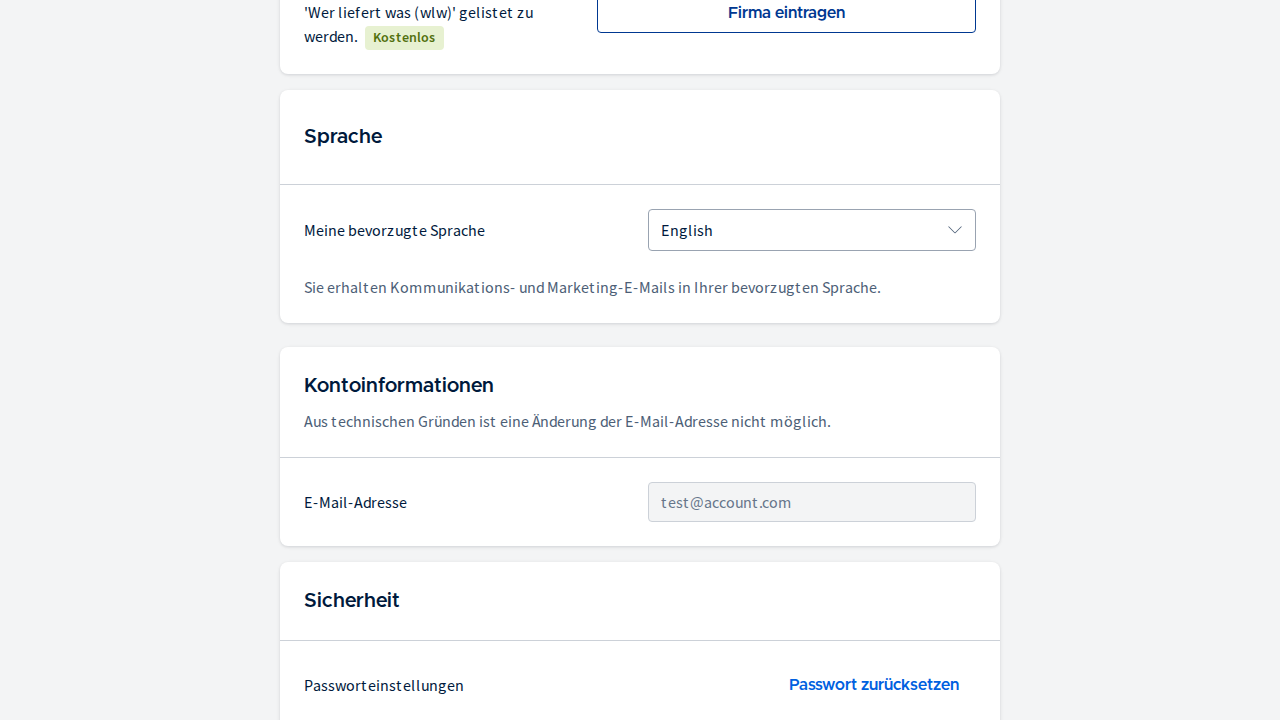 'Wer liefert was (wlw)' gelistet zu
werden. Kostenlos
Firma eintragen
Sprache
Meine bevorzugte Sprache
English
Sie erhalten Kommunikations- und Marketing-E-Mails in Ihrer bevorzugten Sprache.
Kontoinformationen
Aus technischen Gründen ist eine Änderung der E-Mail-Adresse nicht möglich.
E-Mail-Adresse
test@account.com
Sicherheit
Passworteinstellungen
Passwort zurücksetzen